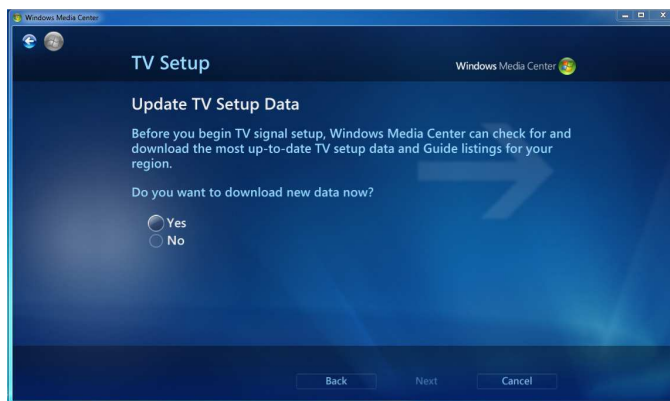 Windows Media Center
TV Setup
Windows Media Center
Update TV Setup Data
Before you begin TV signal setup, Windows Media Center can check for and
download the most up-to-date TV setup data and Guide listings for your
region.
Do you want to download new data now?
Yes
No
Back Next Cancel